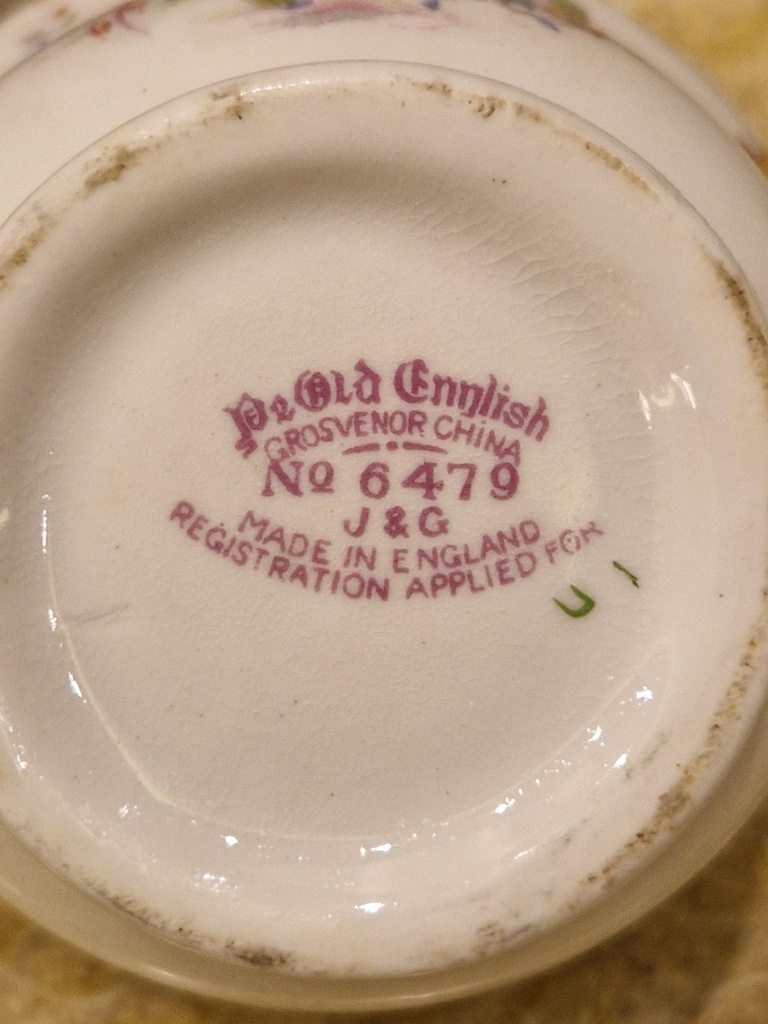 Ye Old English
GROSVENOR CHINA
No 6479
J & G
MADE IN ENGLAND
REGISTRATION APPLIED FOR